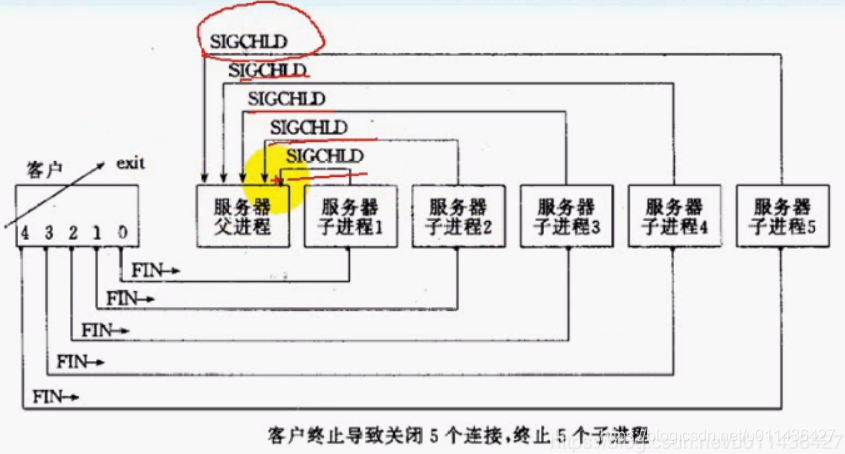 SIGCHLD
SIGCHLD
SIGCHLD
SIGCHLD
SIGCHLD
客户
exit
4 3 2 1 0
服务器
父进程
服务器
子进程1
服务器
子进程2
服务器
子进程3
服务器
子进程4
服务器
子进程5
FIN→
FIN→
FIN→
FIN→
FIN→
客户终止导致关闭5个连接,终止5个子进程
https://blog.csdn.net/u011436427